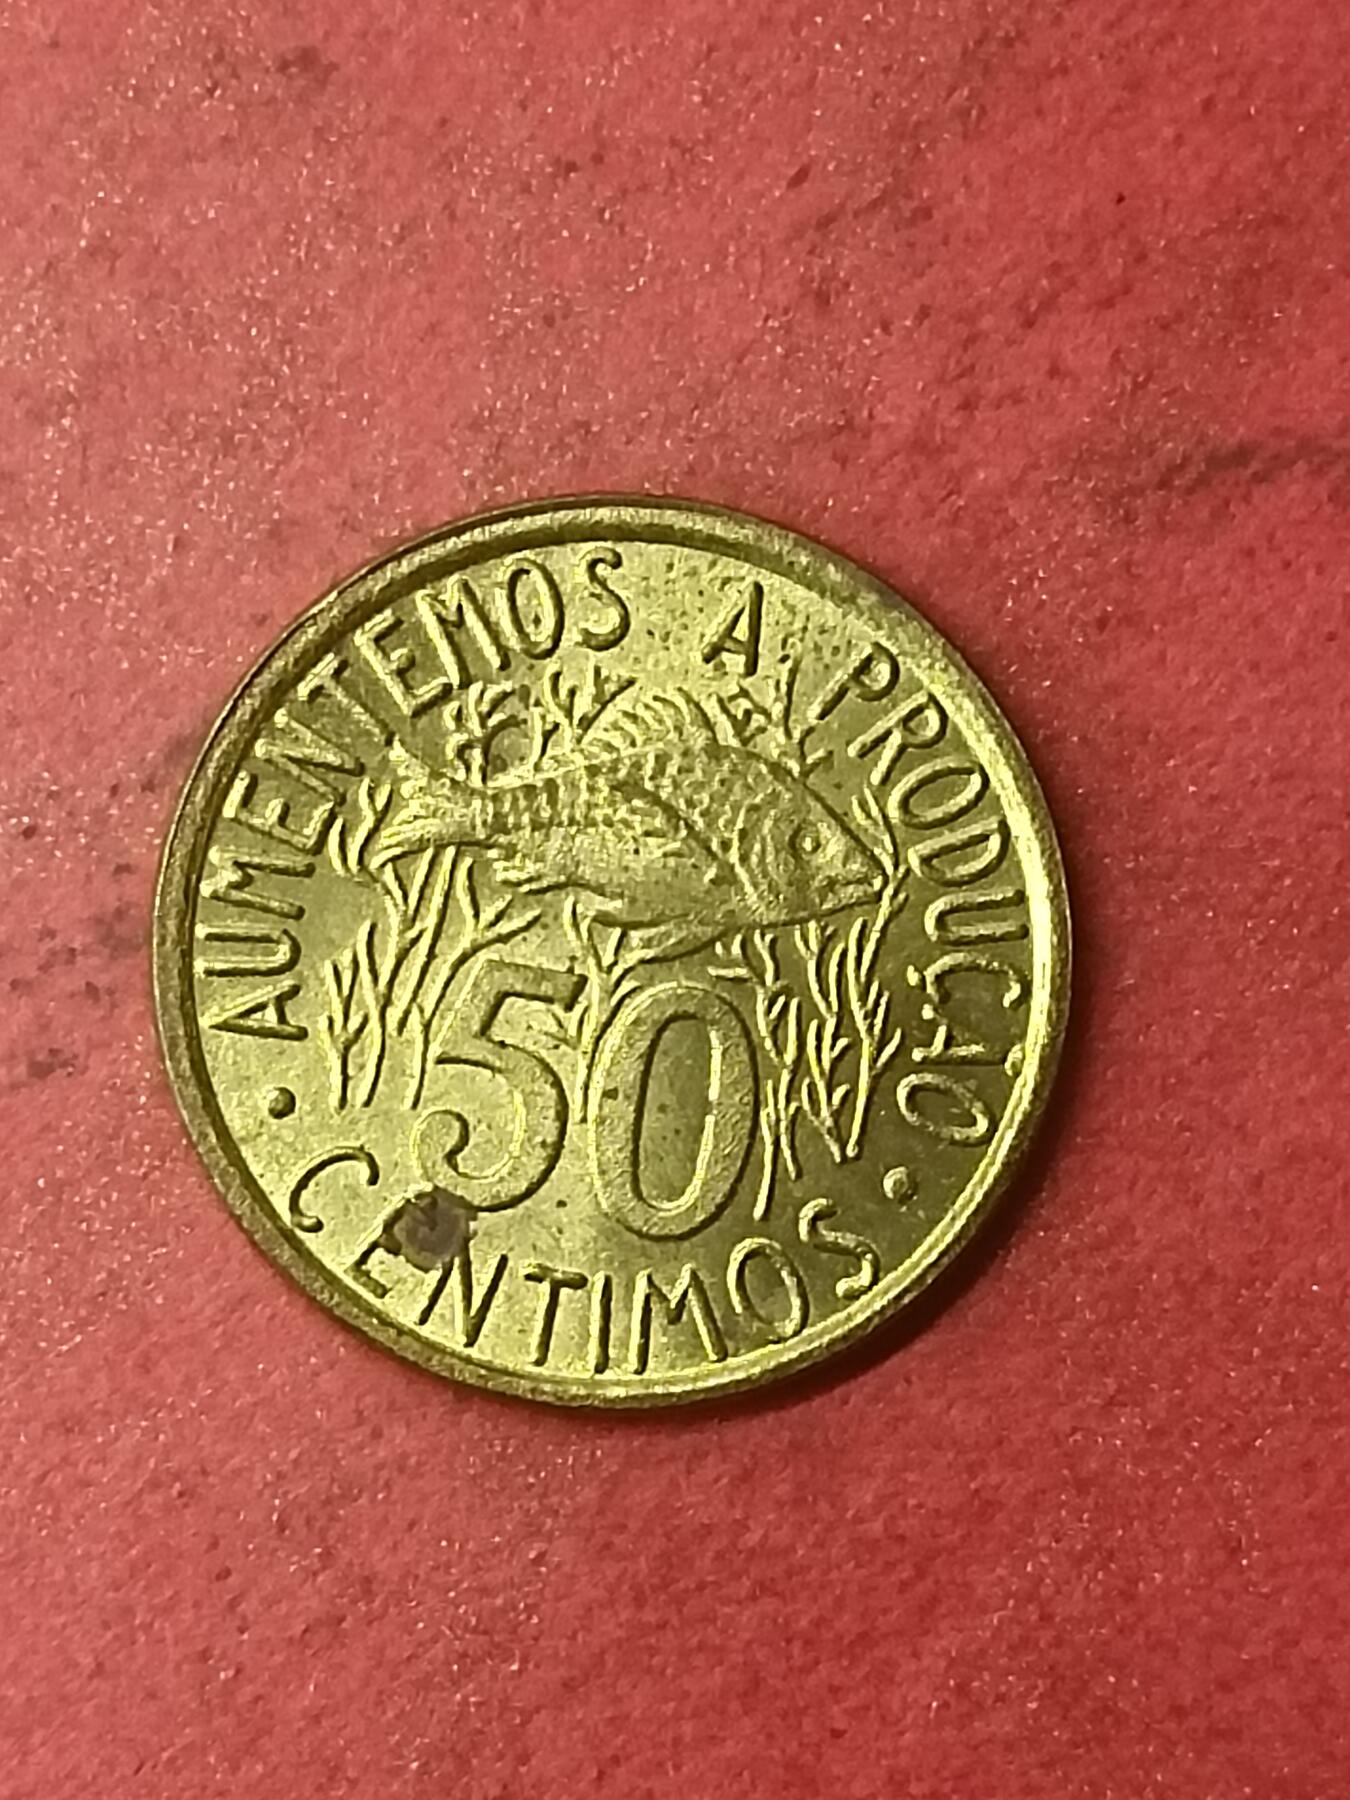 AUMENTEMOS A PRODUÇÃO
50
• CENTIMOS •